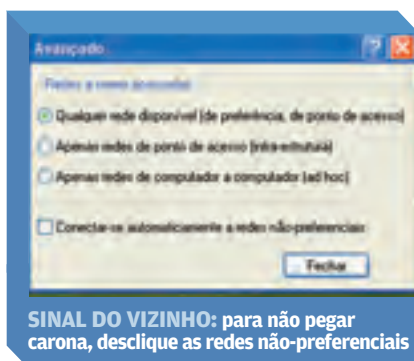 Avançado
Redes a serem acessadas
Qualquer rede disponível (de preferência, de ponto de acesso)
Apenas redes de ponto de acesso (infra-estrutura)
Apenas redes de computador a computador (ad hoc)
Conectar-se automaticamente a redes não-preferenciais
Fechar
SINAL DO VIZINHO: para não pegar
carona, desclique as redes não-preferenciais